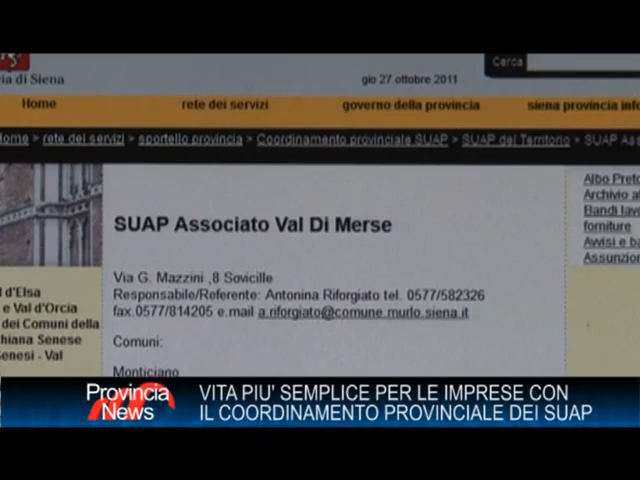 ia di Siena
gio 27 ottobre 2011
Cerca
Home
rete dei servizi
governo della provincia
siena provincia info
Home > rete dei servizi > sportello provincia > Coordinamento provinciale SUAP > SUAP del Territorio > SUAP Ass
SUAP Associato Val Di Merse
Via G. Mazzini ,8 Sovicille
Responsabile/Referente: Antonina Riforgiato tel. 0577/582326
fax.0577/814205 e.mail a.riforgiato@comune.murlo.siena.it
Comuni:
Monticiano
l d'Elsa
e Val d'Orcia
dei Comuni della
hiana Senese
enesi - Val
Albo Preto
Archivio at
Bandi lavo
forniture
Avvisi e ba
Assunzion
Provincia
News
VITA PIU' SEMPLICE PER LE IMPRESE CON
IL COORDINAMENTO PROVINCIALE DEI SUAP